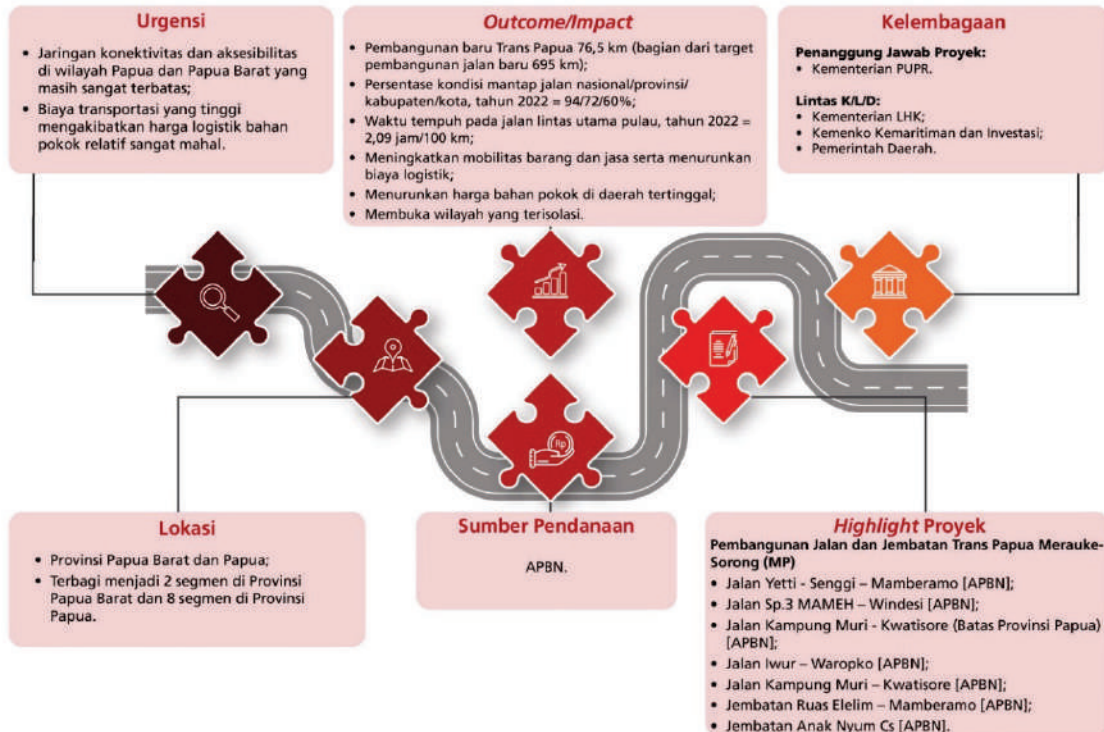 Urgensi
• Jaringan konektivitas dan aksesibilitas
di wilayah Papua dan Papua Barat yang
masih sangat terbatas;
• Biaya transportasi yang tinggi
mengakibatkan harga logistik bahan
pokok relatif sangat mahal.
Outcome/Impact
• Pembangunan baru Trans Papua 76,5 km (bagian dari target
pembangunan jalan baru 695 km);
• Persentase kondisi mantap jalan nasional/provinsi/
kabupaten/kota, tahun 2022 = 94/72/60%;
• Waktu tempuh pada jalan lintas utama pulau, tahun 2022 =
2,09 jam/100 km;
• Meningkatkan mobilitas barang dan jasa serta menurunkan
biaya logistik;
• Menurunkan harga bahan pokok di daerah tertinggal;
• Membuka wilayah yang terisolasi.
Kelembagaan
Penanggung Jawab Proyek:
• Kementerian PUPR.
Lintas K/L/D:
• Kementerian LHK;
• Kemenko Kemaritiman dan Investasi;
• Pemerintah Daerah.
Rp
Lokasi
• Provinsi Papua Barat dan Papua;
• Terbagi menjadi 2 segmen di Provinsi
Papua Barat dan 8 segmen di Provinsi
Papua.
Sumber Pendanaan
APBN.
Highlight Proyek
Pembangunan Jalan dan Jembatan Trans Papua Merauke-
Sorong (MP)
• Jalan Yetti - Senggi – Mamberamo [APBN];
• Jalan Sp.3 MAMEH – Windesi [APBN];
• Jalan Kampung Muri - Kwatisore (Batas Provinsi Papua)
[APBN];
• Jalan Iwur – Waropko [APBN];
• Jalan Kampung Muri – Kwatisore [APBN];
• Jembatan Ruas Elelim – Mamberamo [APBN];
• Jembatan Anak Nyum Cs [APBN].